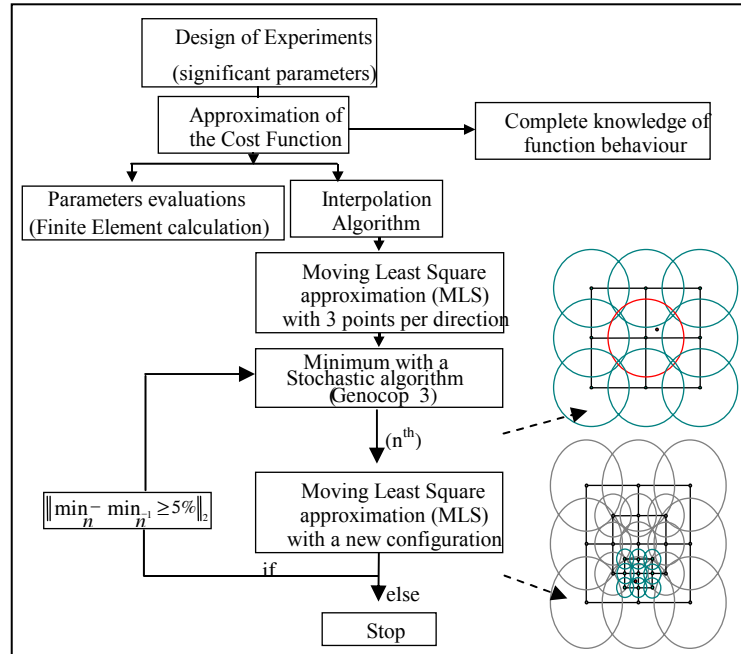 Design of Experiments
(significant parameters)
Approximation of
the Cost Function
Complete knowledge of
function behaviour
Parameters evaluations
(Finite Element calculation)
Interpolation
Algorithm
Moving Least Square
approximation (MLS)
with 3 points per direction
Minimum with a
Stochastic algorithm
(Genocop 3)
(nth)
‖min n − min n-1 ≥5%‖2
Moving Least Square
approximation (MLS)
with a new configuration
if
else
Stop